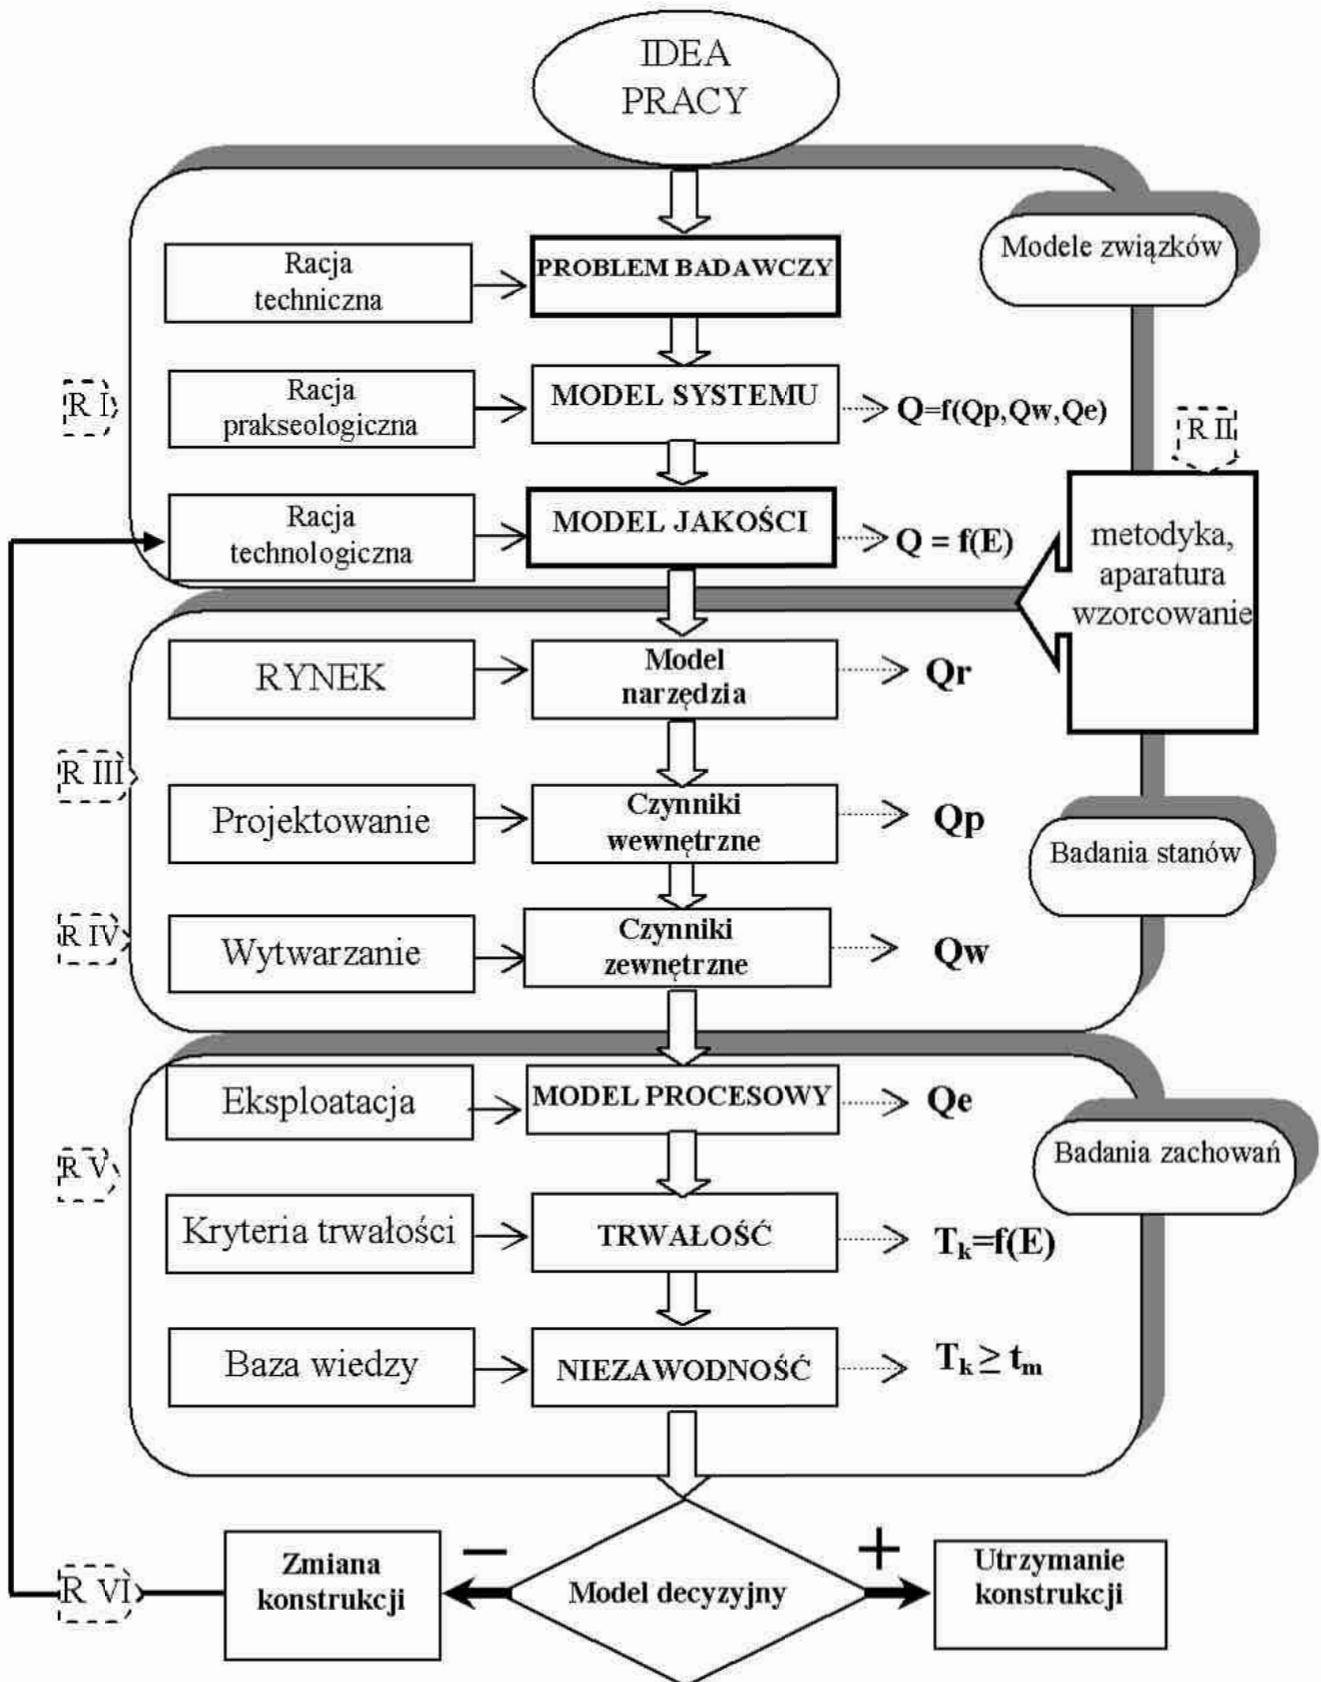 IDEA
PRACY
Modele związków
Racja
techniczna
PROBLEM BADAWCZY
R I
Racja
prakseologiczna
MODEL SYSTEMU
Q=f(Qp,Qw,Qe)
R II
Racja
technologiczna
MODEL JAKOŚCI
Q = f(E)
metodyka,
aparatura
wzorcowanie
RYNEK
Model
narzędzia
Qr
R III
Projektowanie
Czynniki
wewnętrzne
Qp
Badania stanów
R IV
Wytwarzanie
Czynniki
zewnętrzne
Qw
Eksploatacja
MODEL PROCESOWY
Qe
R V
Badania zachowań
Kryteria trwałości
TRWAŁOŚĆ
Tk=f(E)
Baza wiedzy
NIEZAWODNOŚĆ
Tk ≥ tm
R VI
Zmiana
konstrukcji
–
Model decyzyjny
+
Utrzymanie
konstrukcji